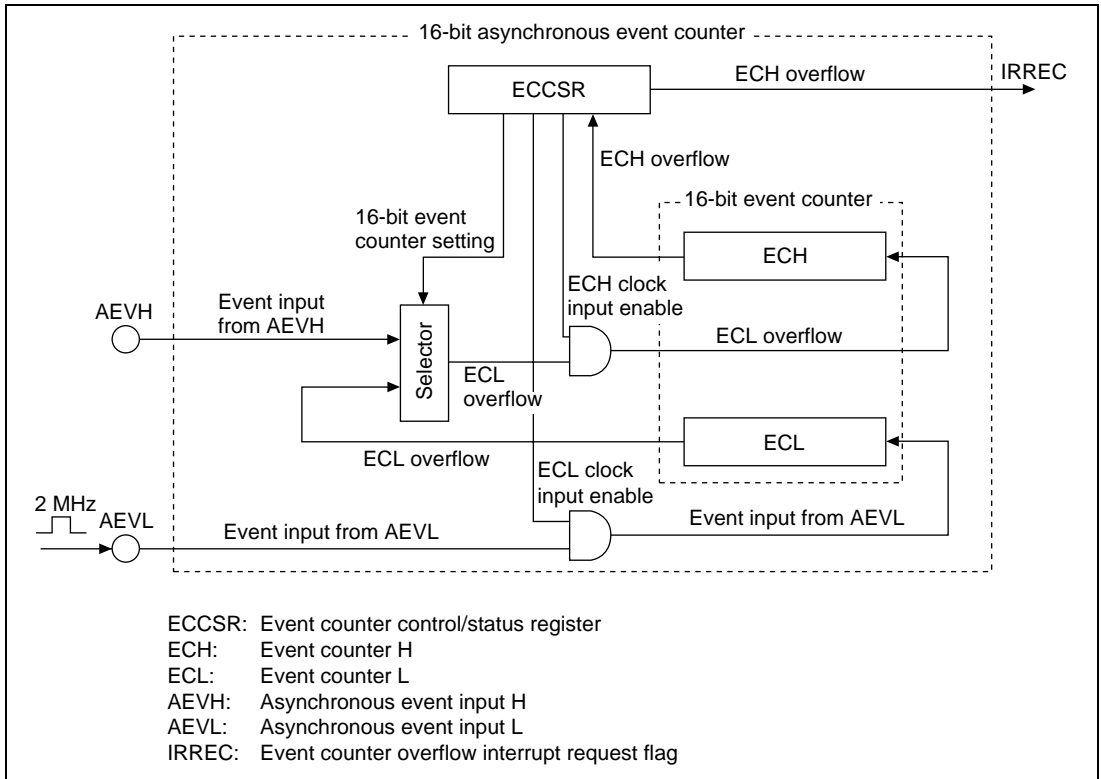 16-bit asynchronous event counter
ECCSR
ECH overflow
IRREC
ECH overflow
16-bit event
counter setting
16-bit event counter
ECH
ECH clock
input enable
AEVH
Event input
from AEVH
Selector
ECL
overflow
ECL overflow
ECL
ECL overflow
ECL clock
input enable
2 MHz
AEVL
Event input from AEVL
Event input from AEVL
ECCSR: Event counter control/status register
ECH: Event counter H
ECL: Event counter L
AEVH: Asynchronous event input H
AEVL: Asynchronous event input L
IRREC: Event counter overflow interrupt request flag